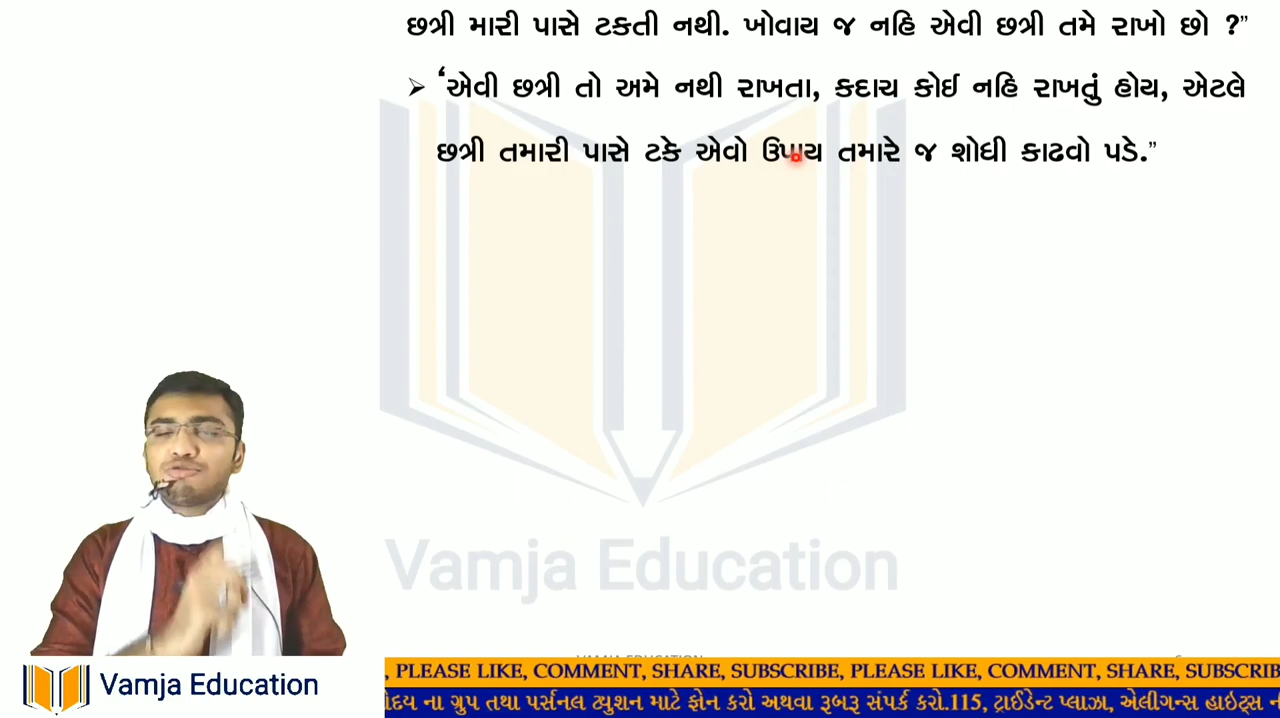 છત્રી મારી પાસે ટકતી નથી. ખોવાય જ નહિ એવી છત્રી તમે રાખો છો ?”
➢ ‘એવી છત્રી તો અમે નથી રાખતા, કદાચ કોઈ નહિ રાખતું હોય, એટલે
છત્રી તમારી પાસે ટકે એવો ઉપાય તમારે જ શોધી કાઢવો પડે.”
Vamja Education
Vamja Education
, PLEASE LIKE, COMMENT, SHARE, SUBSCRIBE, PLEASE LIKE, COMMENT, SHARE, SUBSCRIB
ના ગ્રુપ તથા પર્સનલ ટ્યુશન માટે ફોન કરો અથવા રૂબરૂ સંપર્ક કરો.115, ટ્રાઈડેન્ટ પ્લાઝા, એલીગન્સ હાઇટ્સ